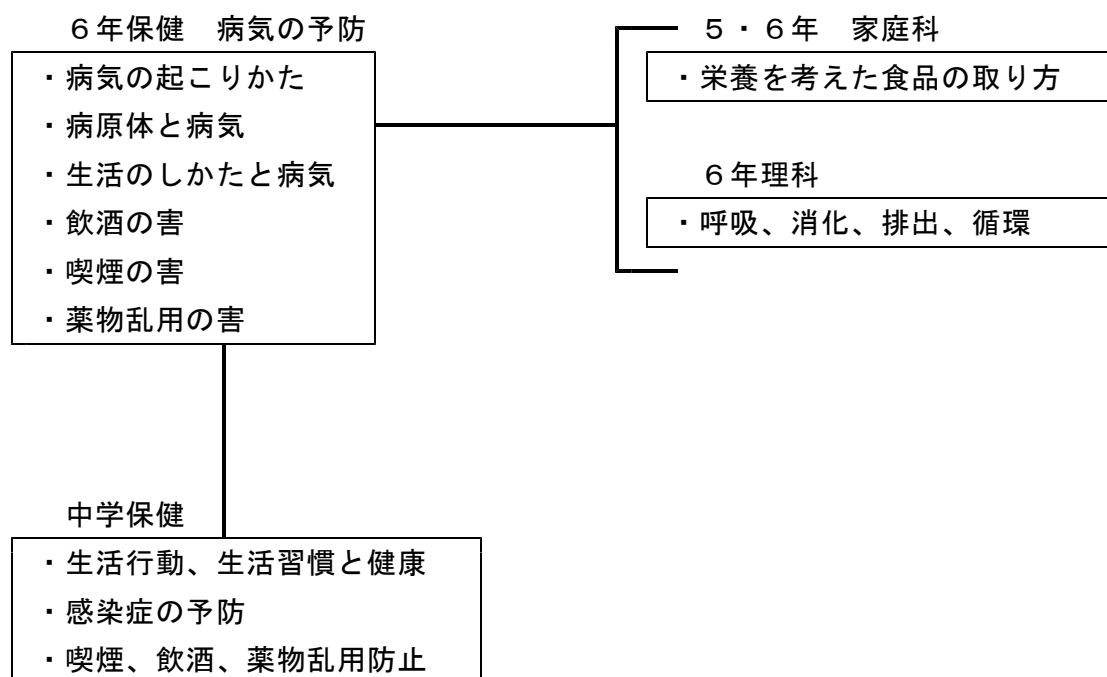 ６年保健　病気の予防
・病気の起こりかた
・病原体と病気
・生活のしかたと病気
・飲酒の害
・喫煙の害
・薬物乱用の害
５・６年　家庭科
・栄養を考えた食品の取り方
６年理科
・呼吸、消化、排出、循環
中学保健
・生活行動、生活習慣と健康
・感染症の予防
・喫煙、飲酒、薬物乱用防止